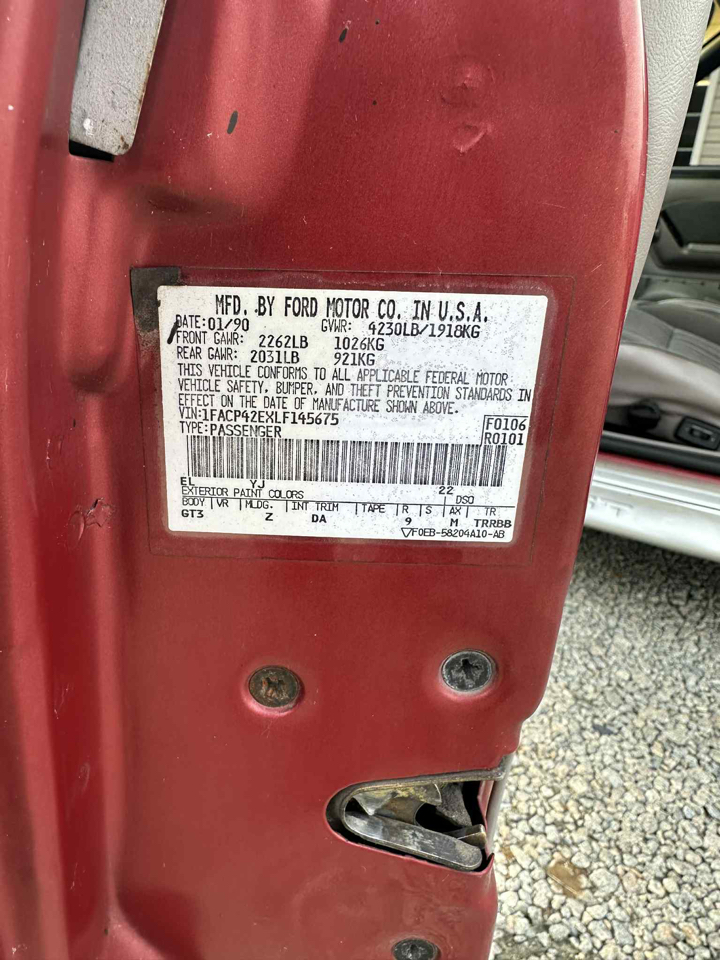 MFD. BY FORD MOTOR CO. IN U.S.A.
DATE:01/90 GVWR: 4230LB/1918KG
FRONT GAWR: 2262LB 1026KG
REAR GAWR: 2031LB 921KG
THIS VEHICLE CONFORMS TO ALL APPLICABLE FEDERAL MOTOR
VEHICLE SAFETY, BUMPER, AND THEFT PREVENTION STANDARDS IN
EFFECT ON THE DATE OF MANUFACTURE SHOWN ABOVE.
VIN:1FACP42EXLF145675 F0106
TYPE:PASSENGER R0101
EL YJ 22
EXTERIOR PAINT COLORS DSO
BODY VR MLDG. INT TRIM TAPE R S AX TR
GT3 Z DA 9 M TRRBB
F0EB-58204A10-AB